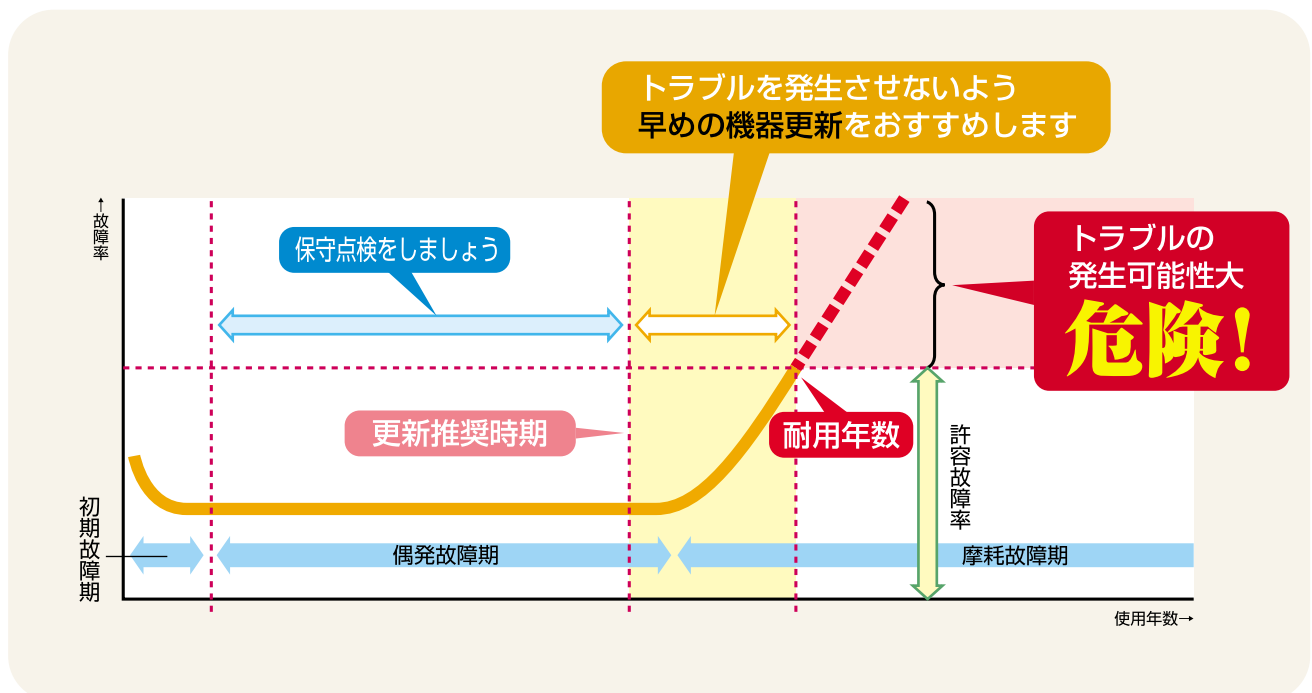 トラブルを発生させないよう
早めの機器更新をおすすめします
↑故障率
保守点検をしましょう
トラブルの
発生可能性大
危険!
更新推奨時期
耐用年数
許容故障率
初期故障期
偶発故障期
摩耗故障期
使用年数→